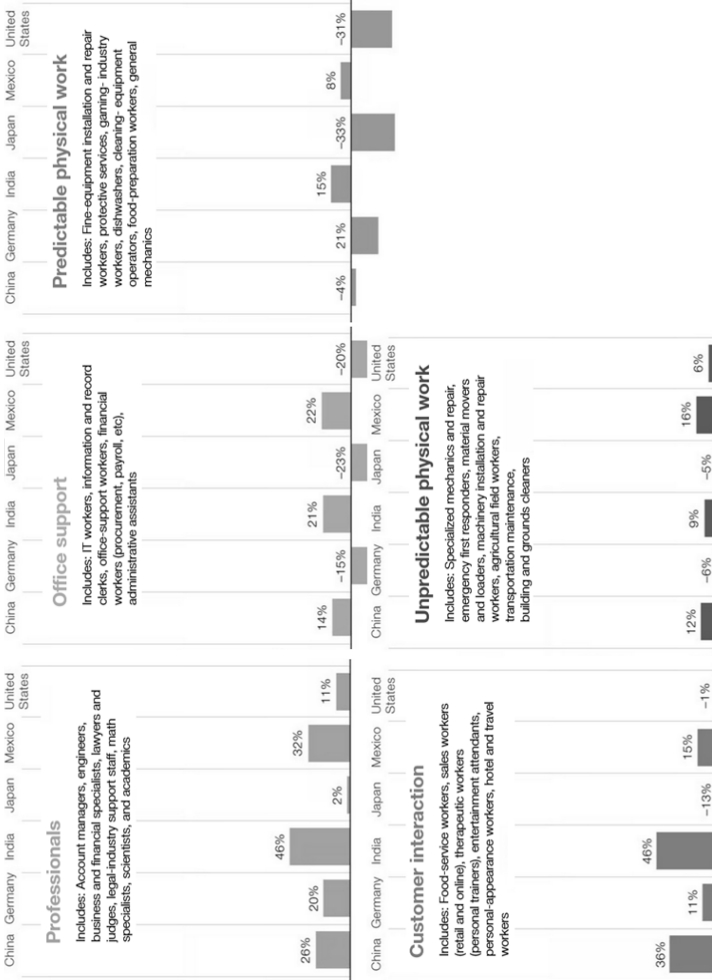 China Germany India Japan Mexico United
States
Professionals
Includes: Account managers, engineers,
business and financial specialists, lawyers and
judges, legal-industry support staff, math
specialists, scientists, and academics
26% 20% 46% 2% 32% 11%
China Germany India Japan Mexico United
States
Office support
Includes: IT workers, information and record
clerks, office-support workers, financial
workers (procurement, payroll, etc),
administrative assistants
14% –15% 21% –23% 22% –20%
China Germany India Japan Mexico United
States
Predictable physical work
Includes: Fine-equipment installation and repair
workers, protective services, gaming- industry
workers, dishwashers, cleaning- equipment
operators, food-preparation workers, general
mechanics
–4% 21% 15% –33% 8% –31%
China Germany India Japan Mexico United
States
Customer interaction
Includes: Food-service workers, sales workers
(retail and online), therapeutic workers
(personal trainers), entertainment attendants,
personal-appearance workers, hotel and travel
workers
36% 11% 46% –13% 15% –1%
China Germany India Japan Mexico United
States
Unpredictable physical work
Includes: Specialized mechanics and repair,
emergency first responders, material movers
and loaders, machinery installation and repair
workers, agricultural field workers,
transportation maintenance,
building and grounds cleaners
12% –6% 9% –5% 16% 6%